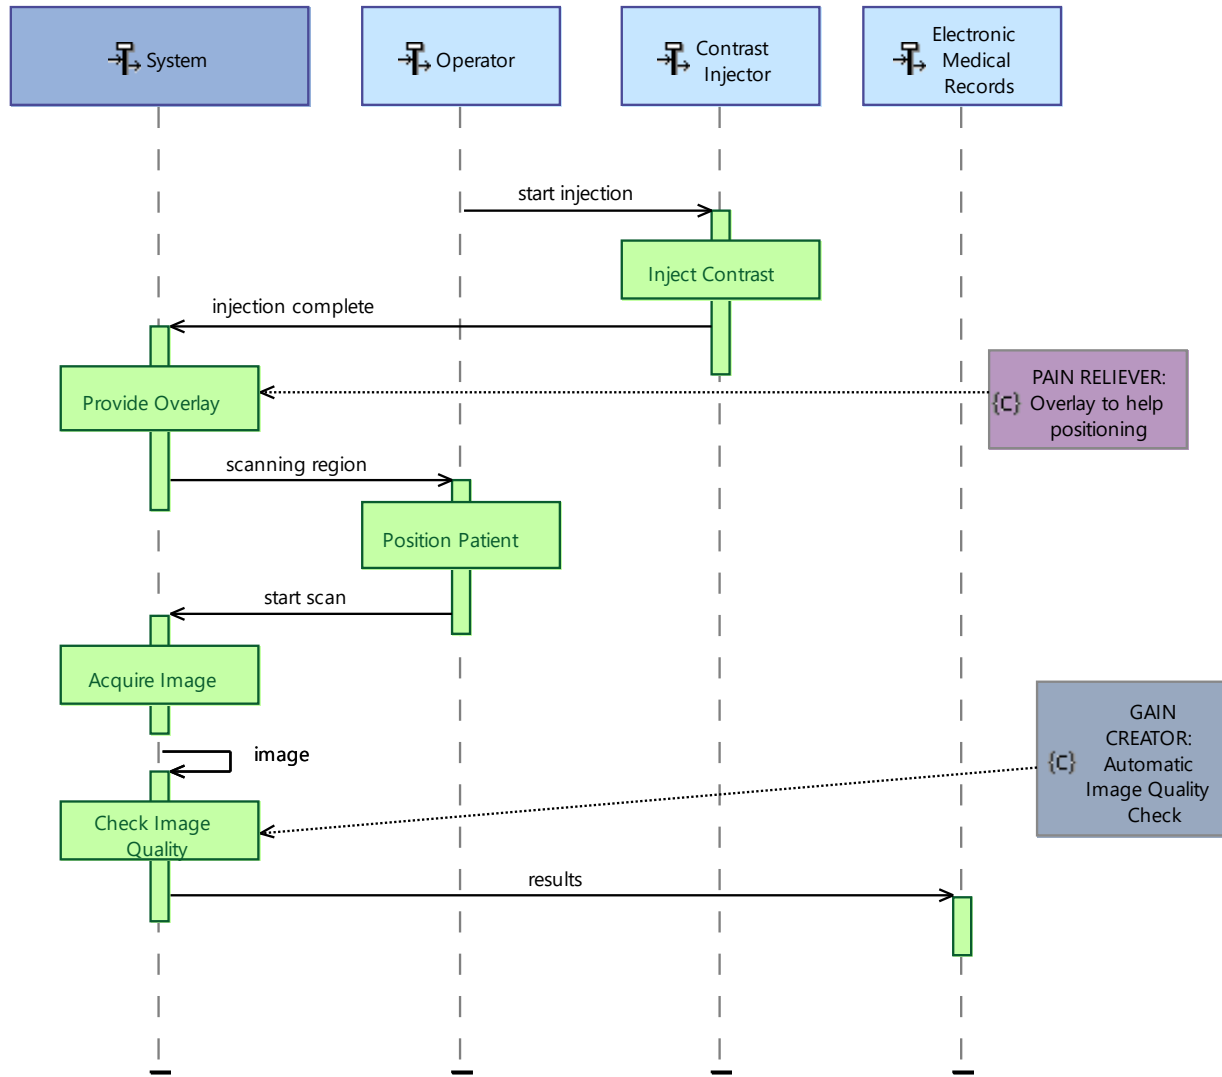 System
Operator
Contrast
Injector
Electronic
Medical
Records
start injection
Inject Contrast
injection complete
PAIN RELIEVER:
Overlay to help
positioning
{C}
Provide Overlay
scanning region
Position Patient
start scan
Acquire Image
image
GAIN
CREATOR:
Automatic
Image Quality
Check
{C}
Check Image
Quality
results